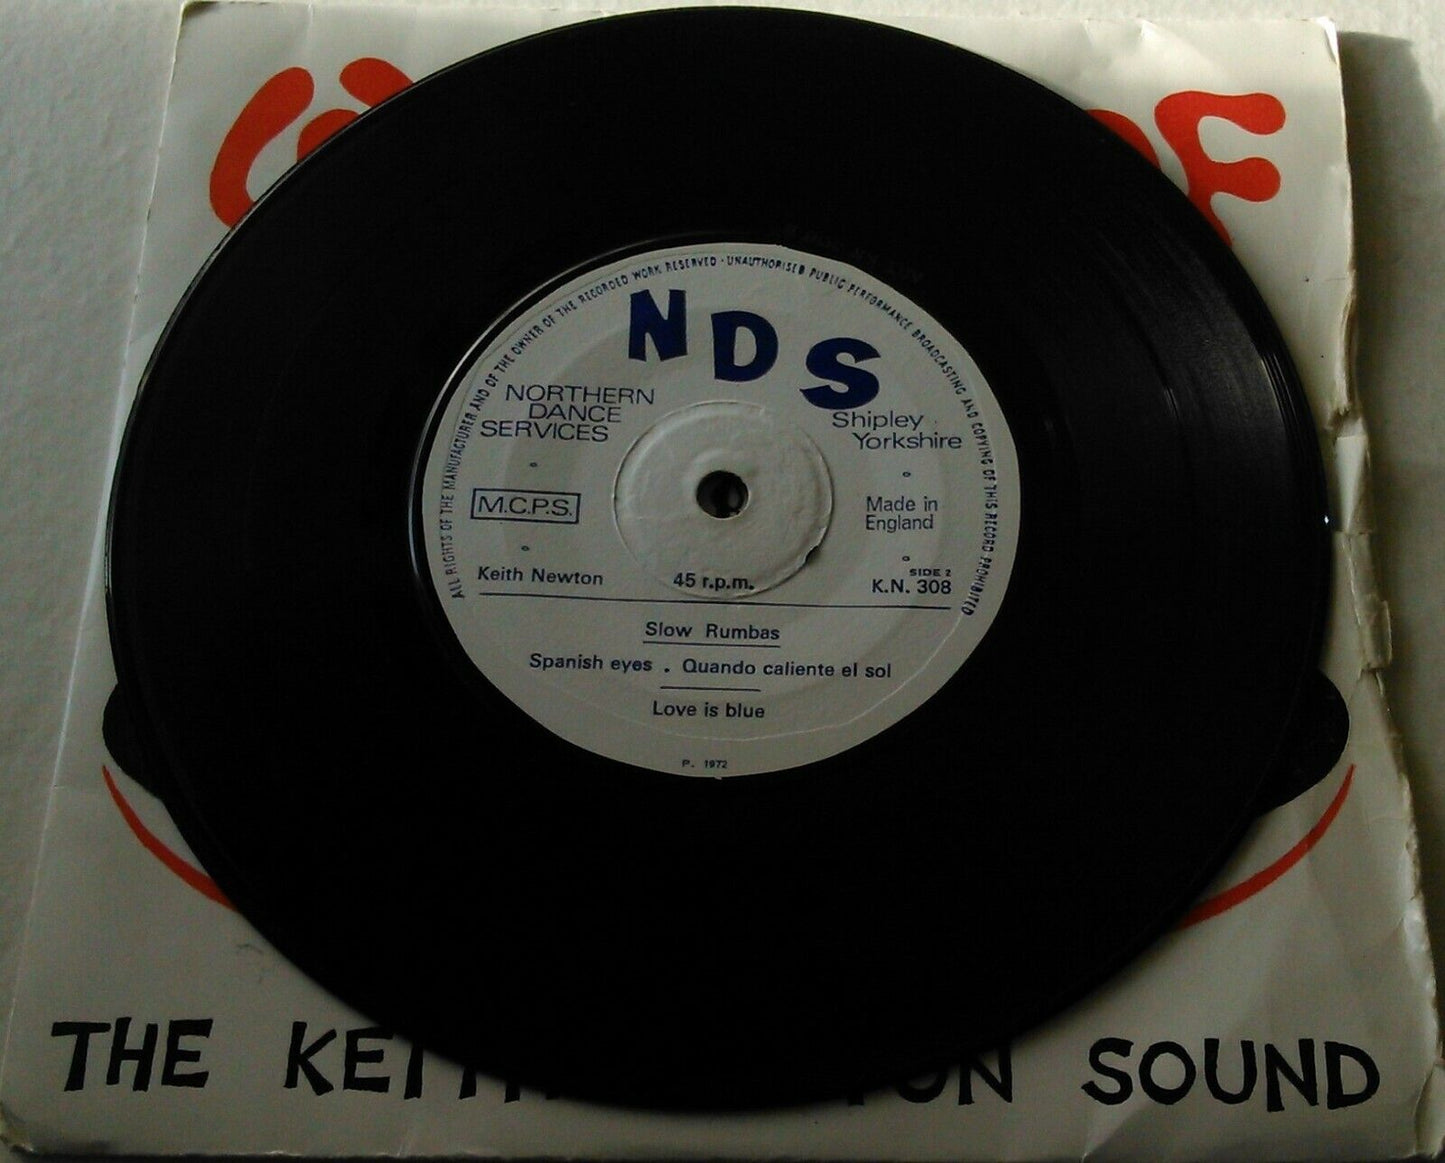 ALL RIGHTS OF THE MANUFACTURER AND OF THE OWNER OF THE RECORDED WORK RESERVED · UNAUTHORISED PUBLIC PERFORMANCE BROADCASTING AND COPYING OF THIS RECORD PROHIBITED
NDS
NORTHERN
DANCE
SERVICES
Shipley
Yorkshire
M.C.P.S.
Made in
England
Keith Newton
45 r.p.m.
SIDE 2
K.N. 308
Slow Rumbas
Spanish eyes . Quando caliente el sol
Love is blue
P. 1972
THE SOUND